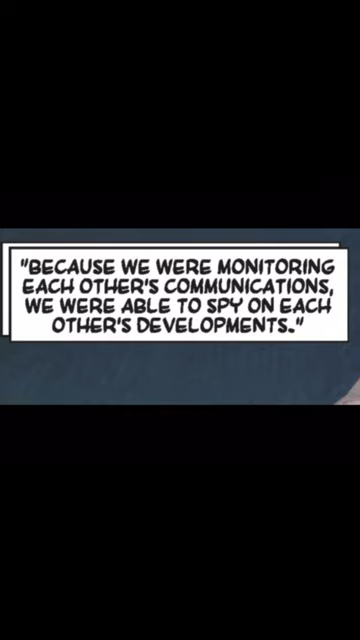 "BECAUSE WE WERE MONITORING
EACH OTHER'S COMMUNICATIONS,
WE WERE ABLE TO SPY ON EACH
OTHER'S DEVELOPMENTS."